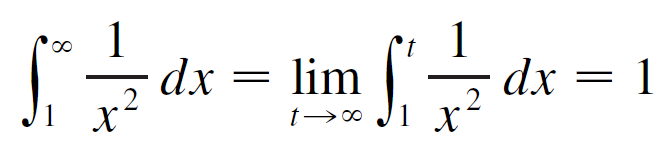 ∫₁^∞ 1/x² dx = lim_{t→∞} ∫₁^t 1/x² dx = 1